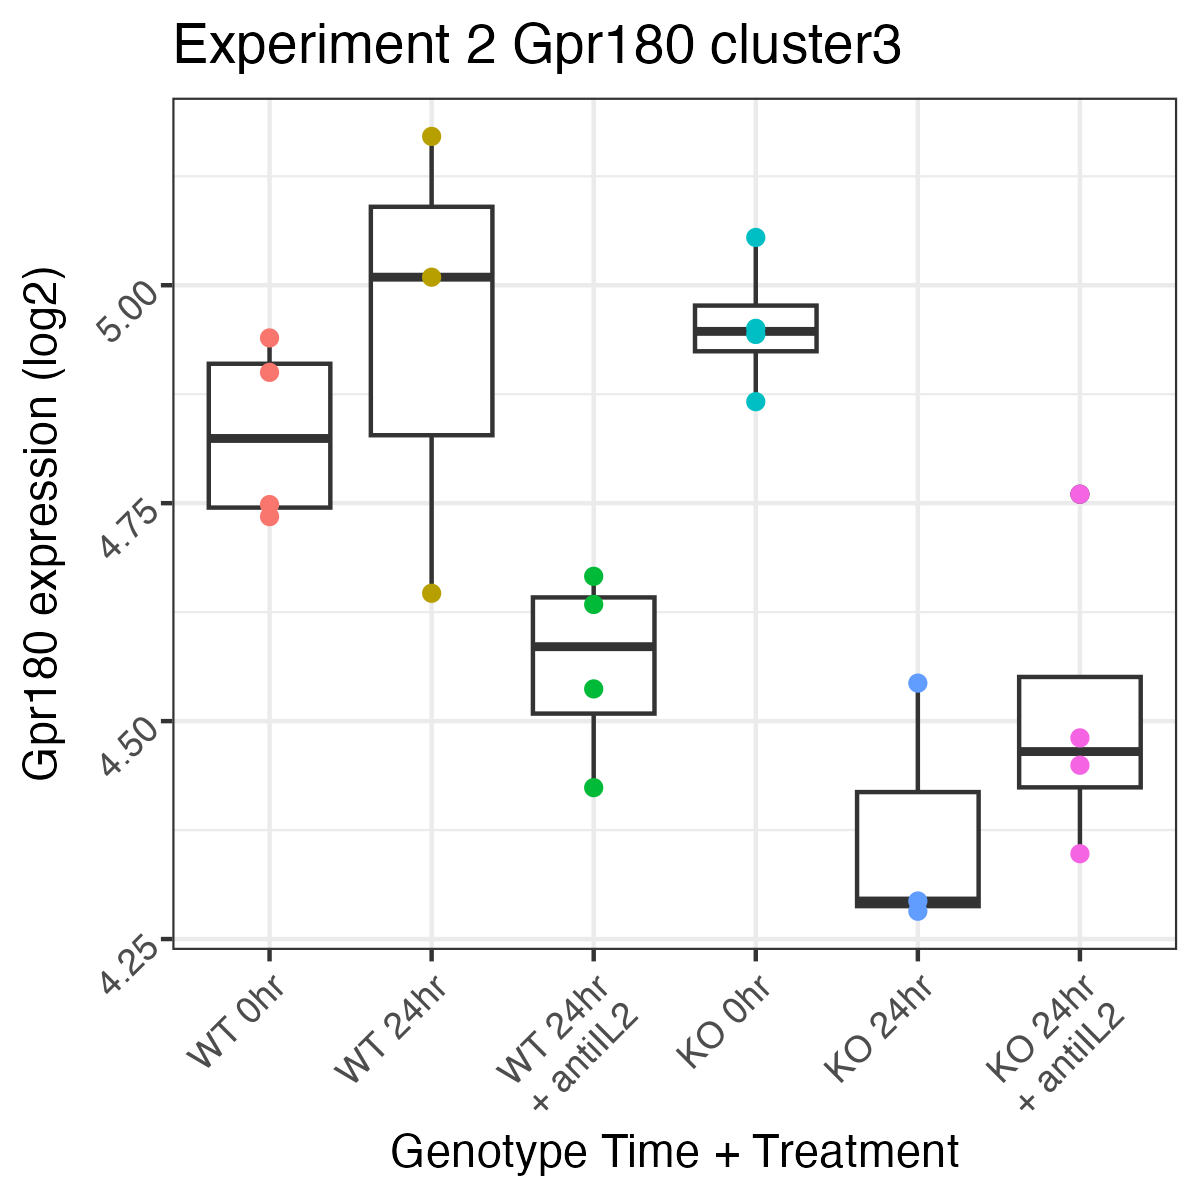 Experiment 2 Gpr180 cluster3
Gpr180 expression (log2)
5.00
4.75
4.50
4.25
WT 0hr
WT 24hr
WT 24hr
+ antiIL2
KO 0hr
KO 24hr
KO 24hr
+ antiIL2
Genotype Time + Treatment